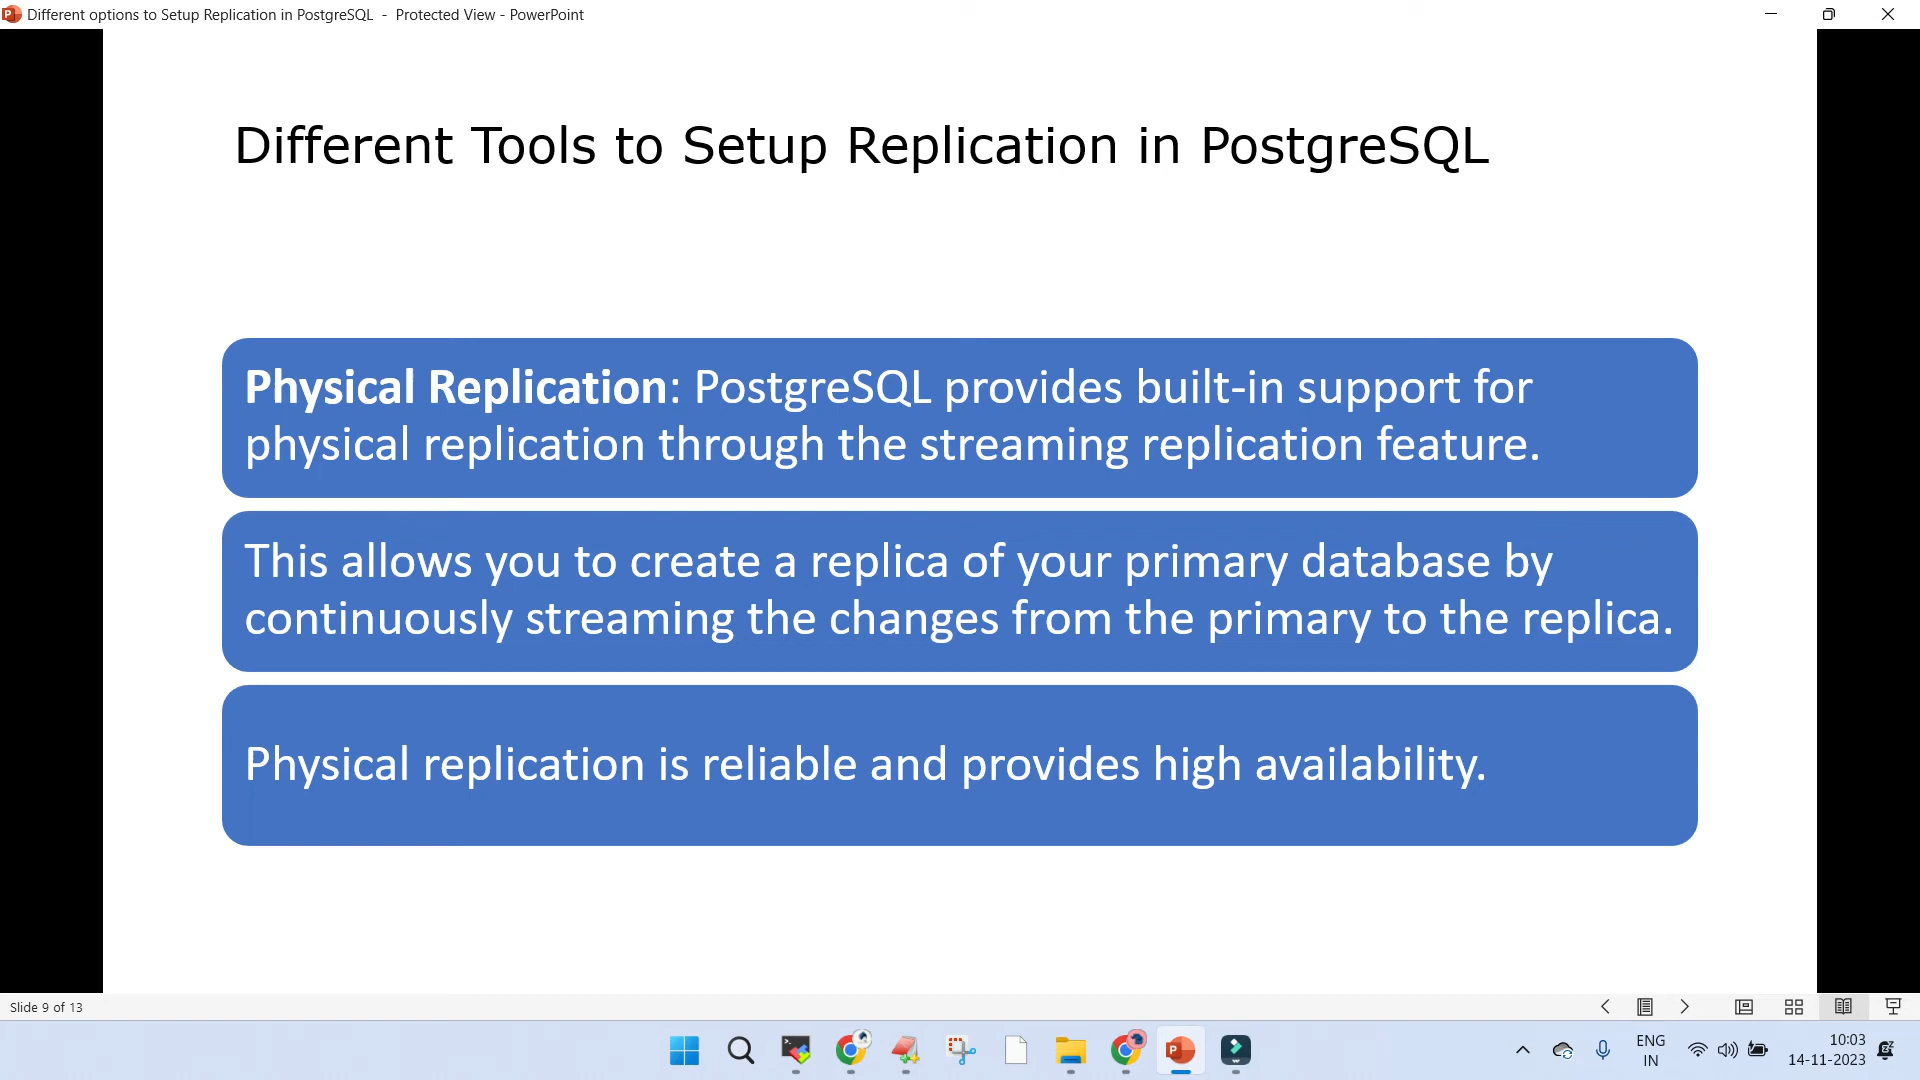 Different options to Setup Replication in PostgreSQL - Protected View - PowerPoint
Different Tools to Setup Replication in PostgreSQL
Physical Replication: PostgreSQL provides built-in support for
physical replication through the streaming replication feature.
This allows you to create a replica of your primary database by
continuously streaming the changes from the primary to the replica.
Physical replication is reliable and provides high availability.
Slide 9 of 13
ENG
IN
10:03
14-11-2023